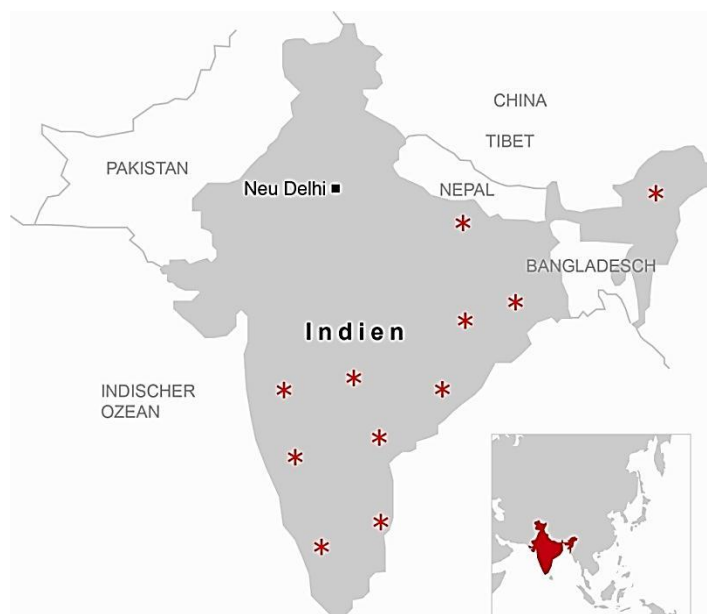 CHINA
TIBET
PAKISTAN
Neu Delhi
NEPAL
BANGLADESCH
Indien
INDISCHER
OZEAN